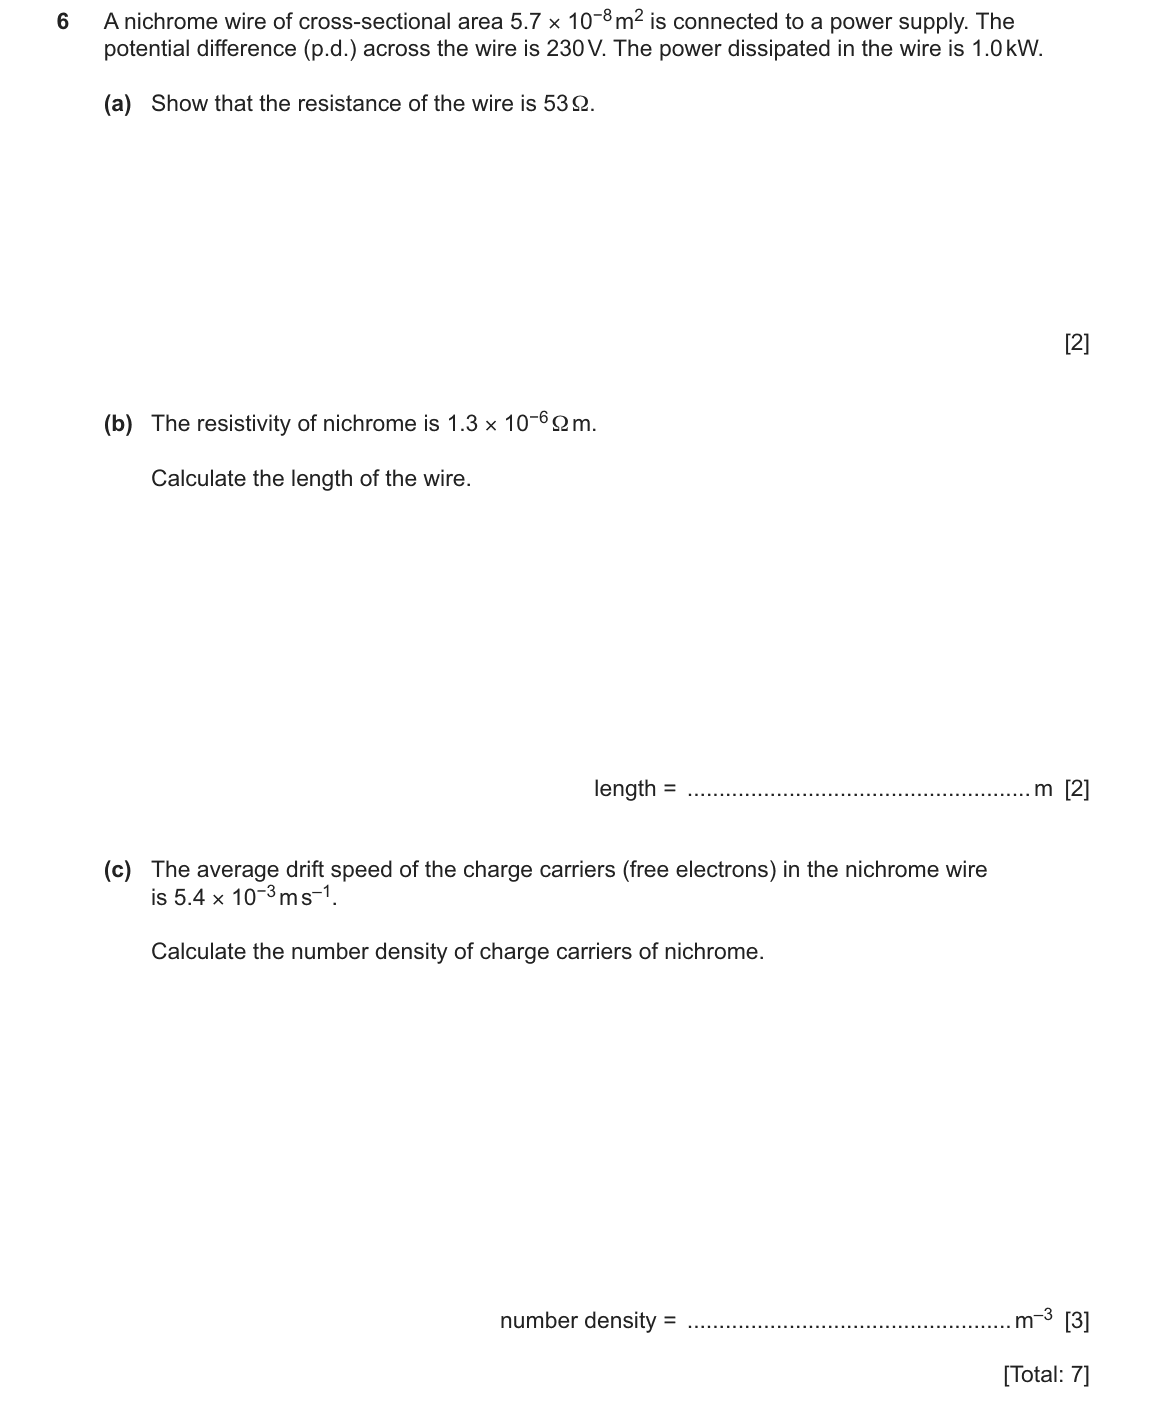 6 A nichrome wire of cross-sectional area 5.7 × 10⁻⁸ m² is connected to a power supply. The
potential difference (p.d.) across the wire is 230 V. The power dissipated in the wire is 1.0 kW.
(a) Show that the resistance of the wire is 53 Ω.
[2]
(b) The resistivity of nichrome is 1.3 × 10⁻⁶ Ω m.
Calculate the length of the wire.
length = ...................................................... m [2]
(c) The average drift speed of the charge carriers (free electrons) in the nichrome wire
is 5.4 × 10⁻³ m s⁻¹.
Calculate the number density of charge carriers of nichrome.
number density = ................................................... m⁻³ [3]
[Total: 7]